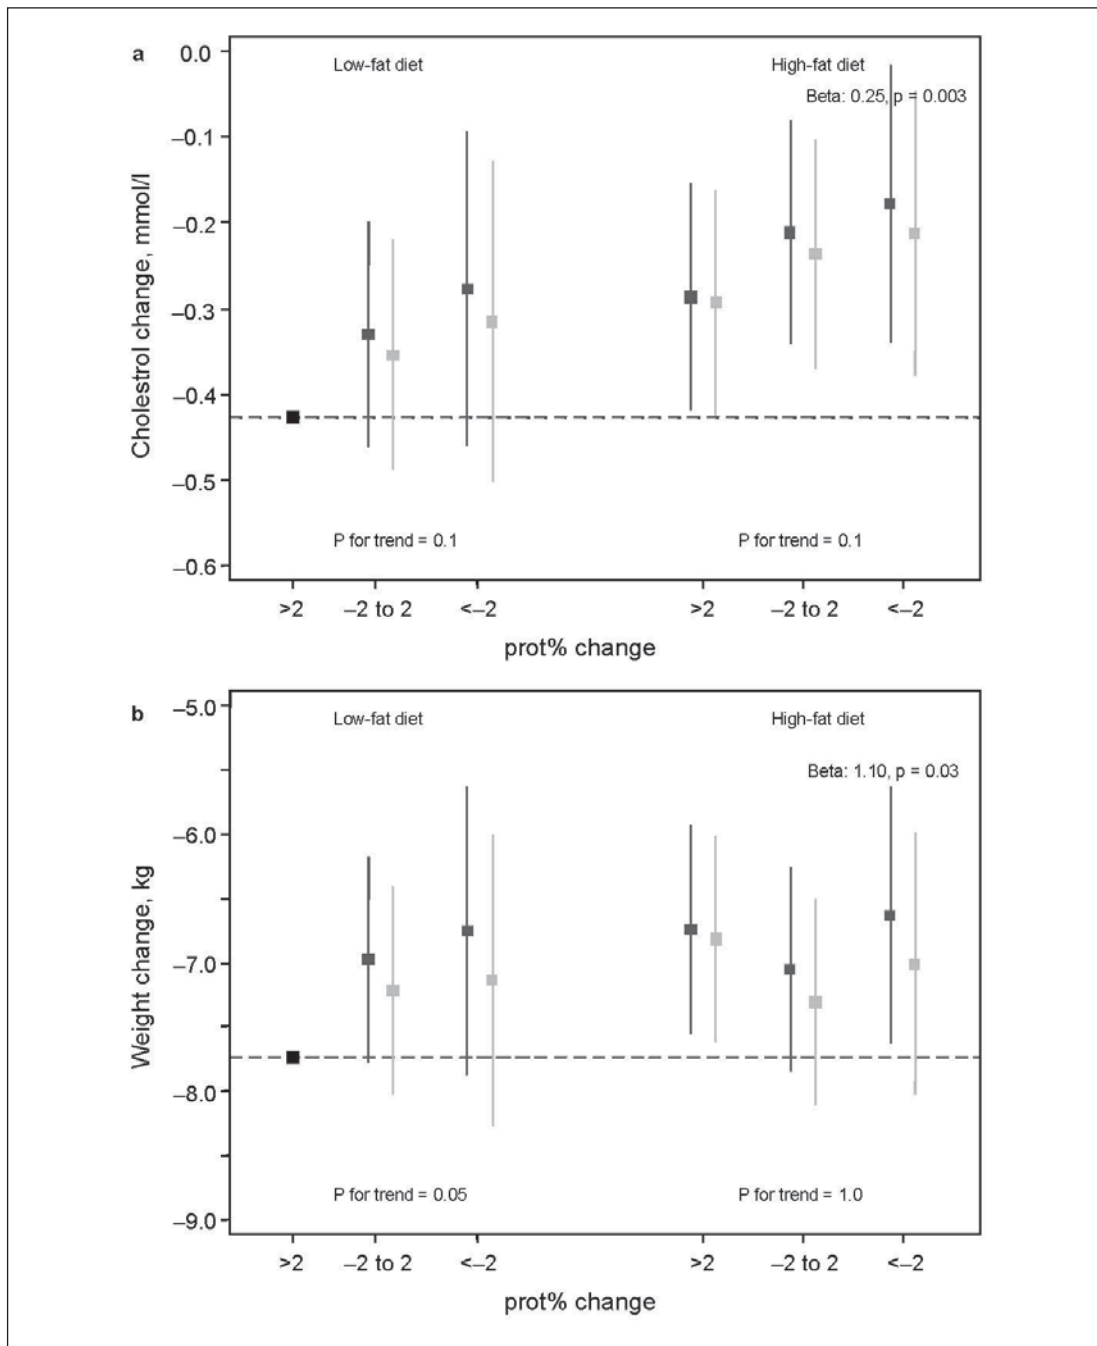 a
Low-fat diet
High-fat diet
Beta: 0.25, p = 0.003
0.0
–0.1
–0.2
–0.3
–0.4
–0.5
–0.6
Cholestrol change, mmol/l
P for trend = 0.1
P for trend = 0.1
>2
–2 to 2
<–2
>2
–2 to 2
<–2
prot% change
b
Low-fat diet
High-fat diet
Beta: 1.10, p = 0.03
–5.0
–6.0
–7.0
–8.0
–9.0
Weight change, kg
P for trend = 0.05
P for trend = 1.0
>2
–2 to 2
<–2
>2
–2 to 2
<–2
prot% change